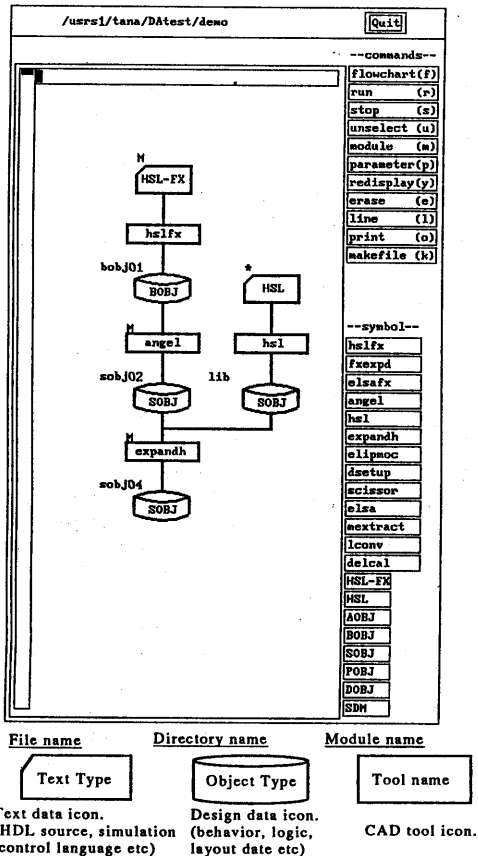 /usrs1/tana/DAtest/demo
Quit
--commands--
flowchart(f)
run (r)
stop (s)
unselect (u)
module (m)
parameter(p)
redisplay(y)
erase (e)
line (l)
print (o)
makefile (k)
M
HSL-FX
hslfx
bobj01
BOBJ
*
HSL
M
angel
hsl
sobj02
SOBJ
lib
SOBJ
M
expandh
sobj04
SOBJ
--symbol--
hslfx
fxexpd
elsafx
angel
hsl
expandh
elipmoc
dsetup
scissor
elsa
mextract
lconv
delcal
HSL-FX
HSL
AOBJ
BOBJ
SOBJ
POBJ
DOBJ
SDM
File name
Directory name
Module name
Text Type
Object Type
Tool name
Text data icon.
HDL source, simulation
control language etc)
Design data icon.
(behavior, logic,
layout date etc)
CAD tool icon.